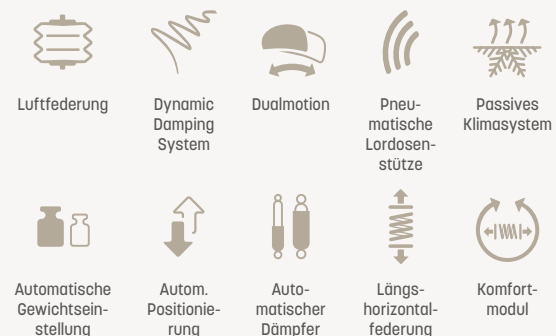 Luftfederung
Dynamic
Damping
System
Dualmotion
Pneu-
matische
Lordosen-
stütze
Passives
Klimasystem
Automatische
Gewichtsein-
stellung
Autom.
Positionie-
rung
Auto-
matischer
Dämpfer
Längs-
horizontal-
federung
Komfort-
modul